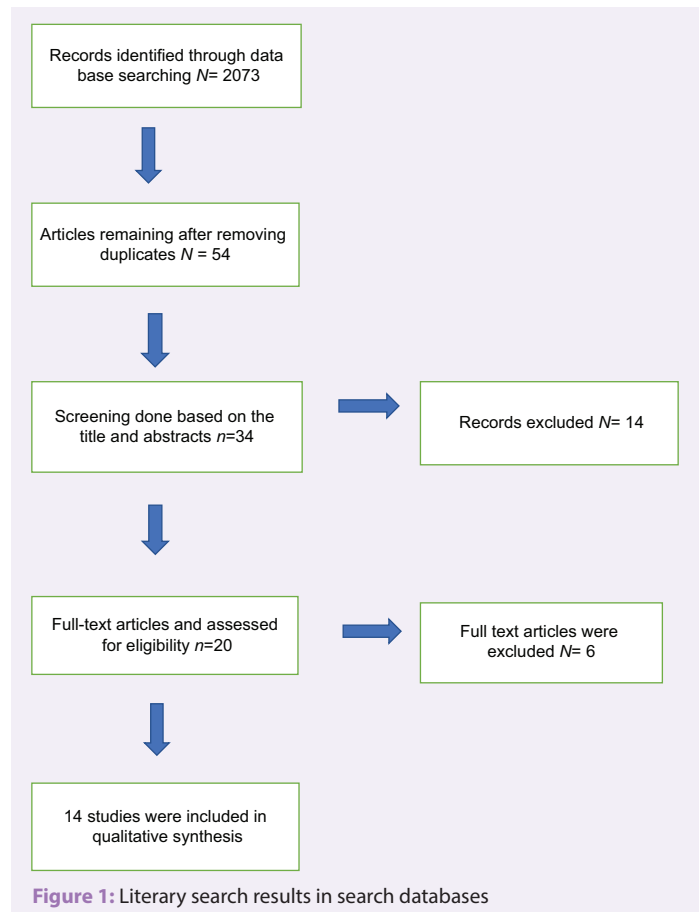 Records identified through data
base searching N= 2073
Articles remaining after removing
duplicates N = 54
Screening done based on the
title and abstracts n=34
Records excluded N= 14
Full-text articles and assessed
for eligibility n=20
Full text articles were
excluded N= 6
14 studies were included in
qualitative synthesis
Figure 1: Literary search results in search databases